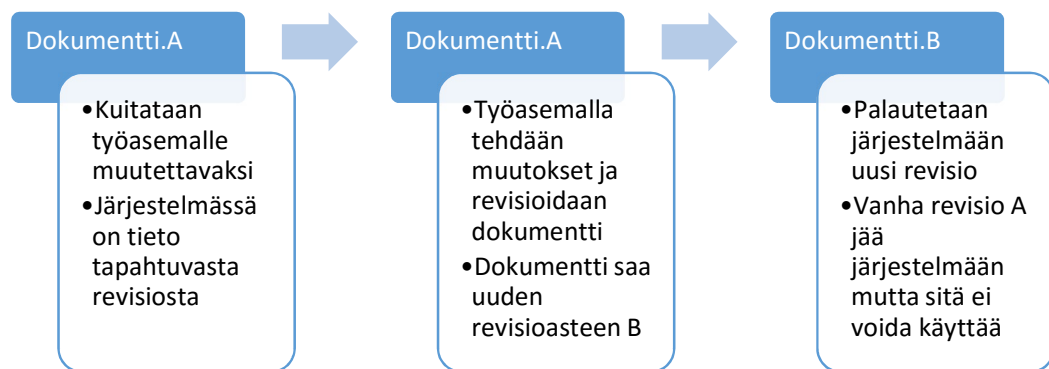 Dokumentti.A
•Kuitataan
työasemalle
muutettavaksi
•Järjestelmässä
on tieto
tapahtuvasta
revisiosta
Dokumentti.A
•Työasemalla
tehdään
muutokset ja
revisioidaan
dokumentti
•Dokumentti saa
uuden
revisioasteen B
Dokumentti.B
•Palautetaan
järjestelmään
uusi revisio
•Vanha revisio A
jää
järjestelmään
mutta sitä ei
voida käyttää